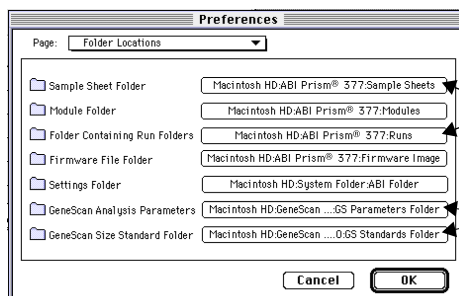 Preferences
Page: Folder Locations
Sample Sheet Folder Macintosh HD:ABI Prism® 377:Sample Sheets
Module Folder Macintosh HD:ABI Prism® 377:Modules
Folder Containing Run Folders Macintosh HD:ABI Prism® 377:Runs
Firmware File Folder Macintosh HD:ABI Prism® 377:Firmware Image
Settings Folder Macintosh HD:System Folder:ABI Folder
GeneScan Analysis Parameters Macintosh HD:GeneScan ...:GS Parameters Folder
GeneScan Size Standard Folder Macintosh HD:GeneScan ....0:GS Standards Folder
Cancel OK